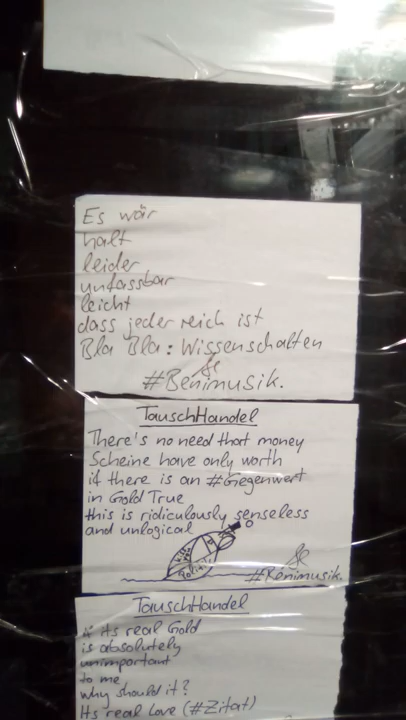 Es wär
halt
leider
unfassbar
leicht
dass jeder reich ist
Bla Bla: Wissenschaften
#Benimusik.
TauschHandel
There's no need that money
Scheine have only worth
if there is an #Gegenwert
in Gold True
this is ridiculously senseless
and unlogical
Politik
#Benimusik.
TauschHandel
if its real Gold
is absolutely
unimportant
to me
why should it?
Its real Love (#Zitat)